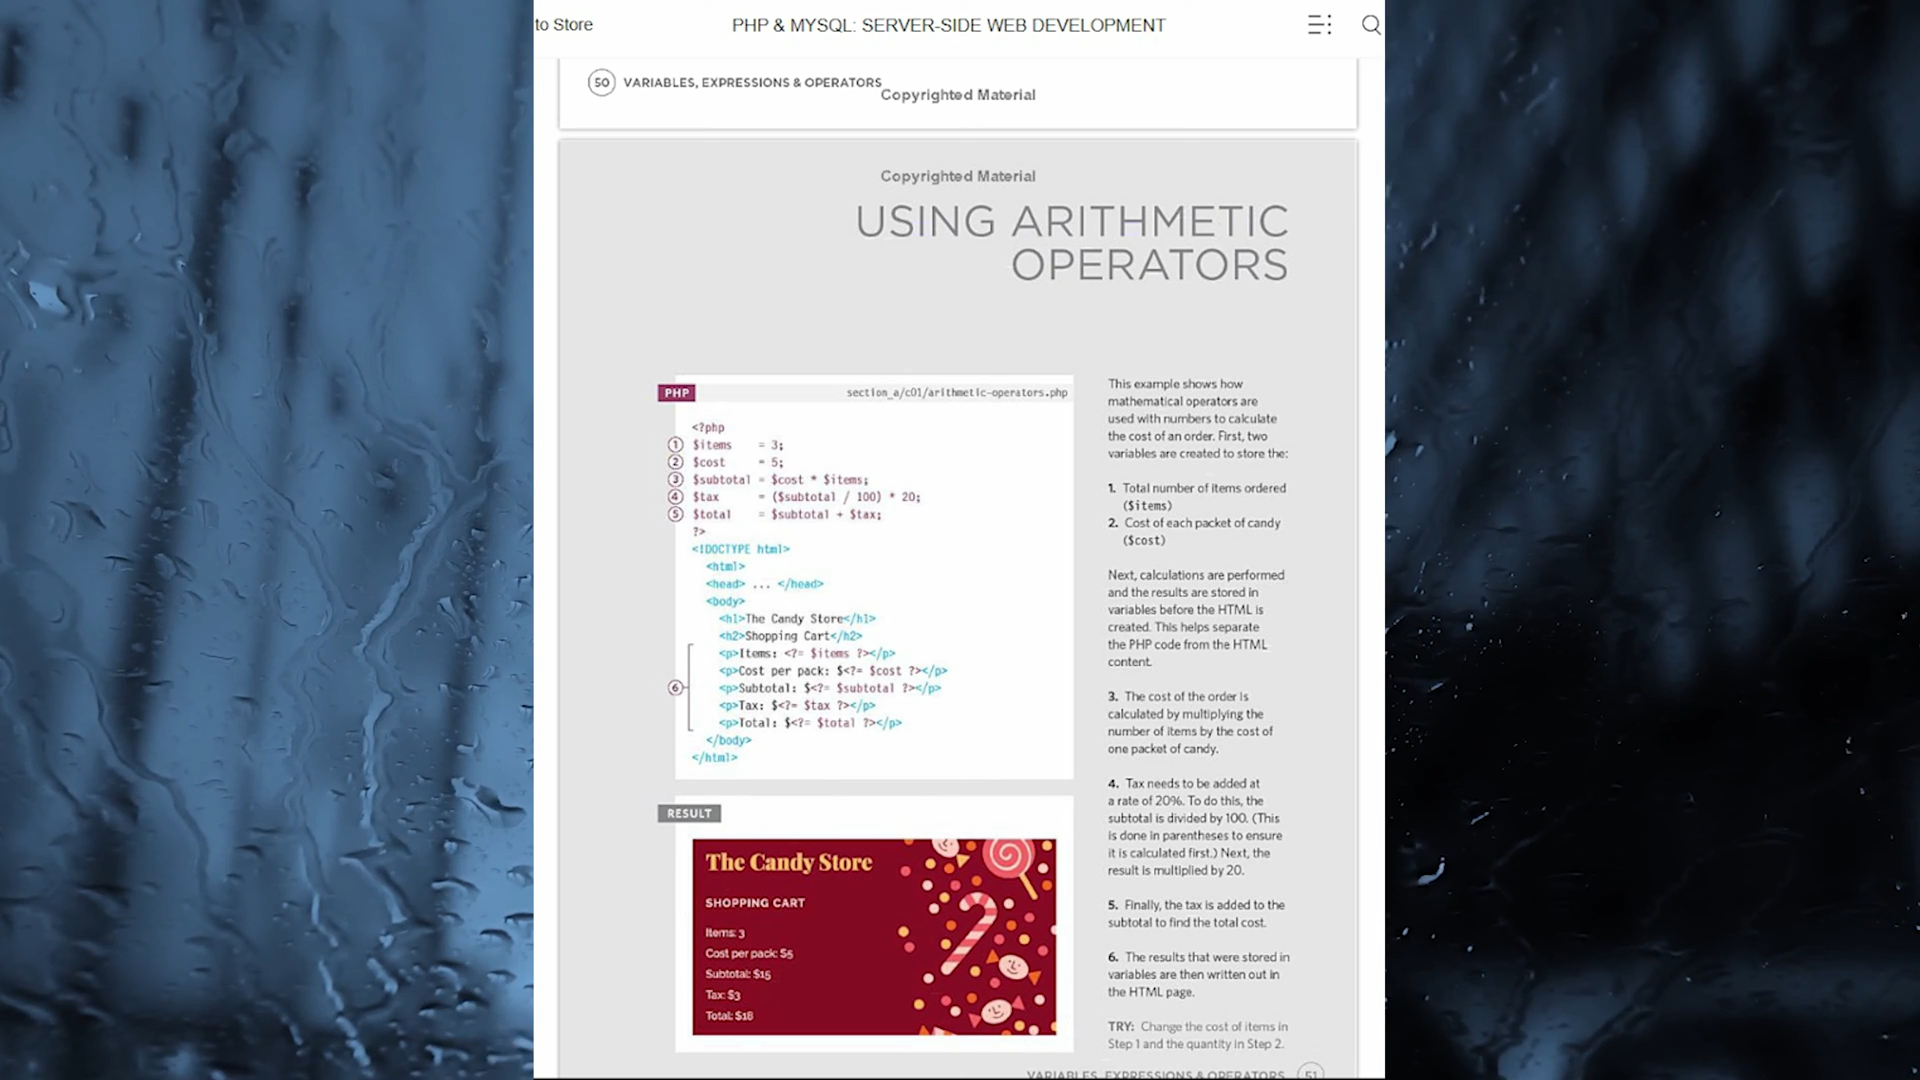 to Store
PHP & MYSQL: SERVER-SIDE WEB DEVELOPMENT
50 VARIABLES, EXPRESSIONS & OPERATORS
Copyrighted Material
Copyrighted Material
USING ARITHMETIC
OPERATORS
PHP
section_a/c01/arithmetic-operators.php
<?php
1 $items = 3;
2 $cost = 5;
3 $subtotal = $cost * $items;
4 $tax = ($subtotal / 100) * 20;
5 $total = $subtotal + $tax;
?>
<!DOCTYPE html>
<html>
<head> ... </head>
<body>
<h1>The Candy Store</h1>
<h2>Shopping Cart</h2>
<p>Items: <?= $items ?></p>
<p>Cost per pack: $<?= $cost ?></p>
6 <p>Subtotal: $<?= $subtotal ?></p>
<p>Tax: $<?= $tax ?></p>
<p>Total: $<?= $total ?></p>
</body>
</html>
RESULT
The Candy Store
SHOPPING CART
Items: 3
Cost per pack: $5
Subtotal: $15
Tax: $3
Total: $18
This example shows how
mathematical operators are
used with numbers to calculate
the cost of an order. First, two
variables are created to store the:
1. Total number of items ordered
($items)
2. Cost of each packet of candy
($cost)
Next, calculations are performed
and the results are stored in
variables before the HTML is
created. This helps separate
the PHP code from the HTML
content.
3. The cost of the order is
calculated by multiplying the
number of items by the cost of
one packet of candy.
4. Tax needs to be added at
a rate of 20%. To do this, the
subtotal is divided by 100. (This
is done in parentheses to ensure
it is calculated first.) Next, the
result is multiplied by 20.
5. Finally, the tax is added to the
subtotal to find the total cost.
6. The results that were stored in
variables are then written out in
the HTML page.
TRY: Change the cost of items in
Step 1 and the quantity in Step 2.
VARIABLES, EXPRESSIONS & OPERATORS 51